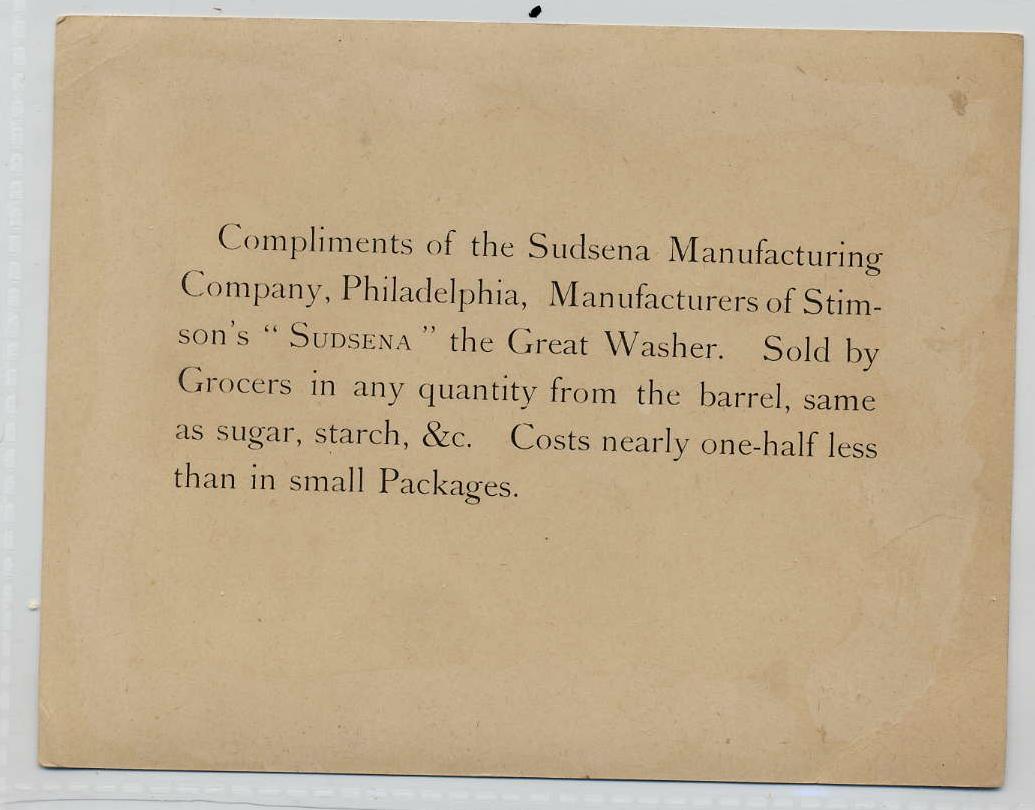 Compliments of the Sudsena Manufacturing
Company, Philadelphia, Manufacturers of Stim-
son's “ SUDSENA ” the Great Washer. Sold by
Grocers in any quantity from the barrel, same
as sugar, starch, &c. Costs nearly one-half less
than in small Packages.